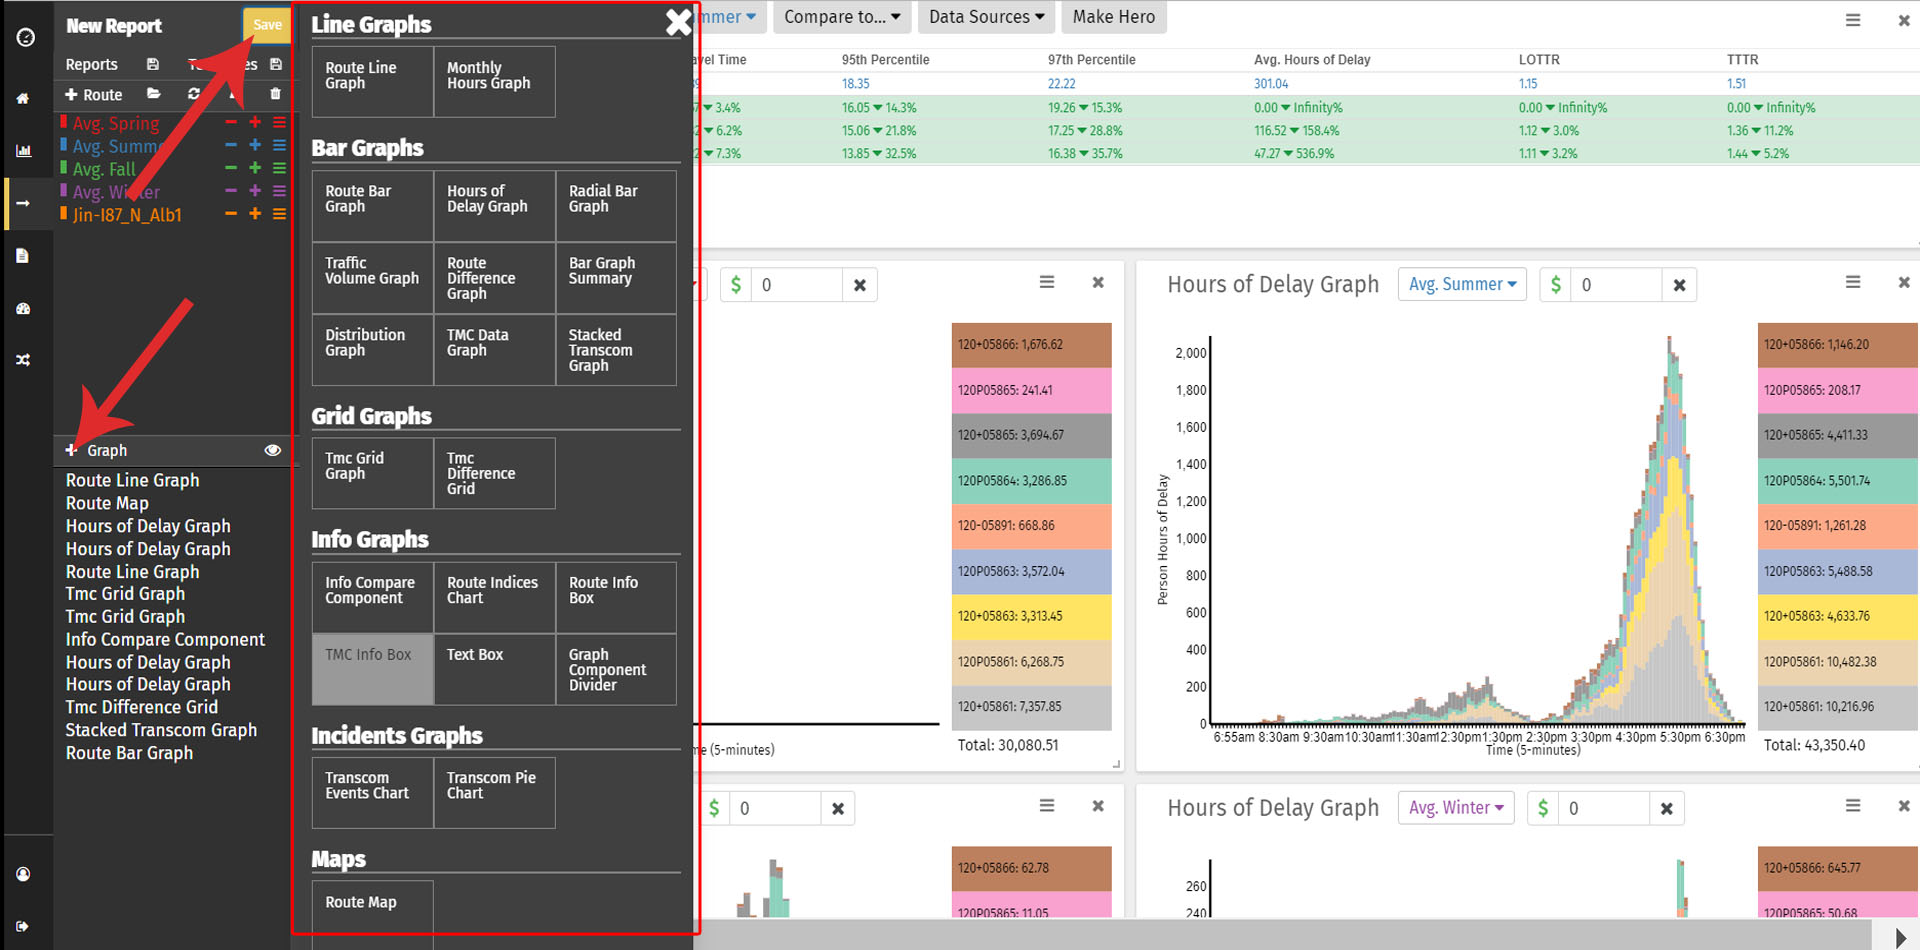 New Report
Save
Reports
+ Route
Avg. Spring
Avg. Summe
Avg. Fall
Avg. Winter
Jin-I87_N_Alb1
+ Graph
Route Line Graph
Route Map
Hours of Delay Graph
Hours of Delay Graph
Route Line Graph
Tmc Grid Graph
Tmc Grid Graph
Info Compare Component
Hours of Delay Graph
Hours of Delay Graph
Tmc Difference Grid
Stacked Transcom Graph
Route Bar Graph
Line Graphs
Route Line Graph
Monthly Hours Graph
Bar Graphs
Route Bar Graph
Hours of Delay Graph
Radial Bar Graph
Traffic Volume Graph
Route Difference Graph
Bar Graph Summary
Distribution Graph
TMC Data Graph
Stacked Transcom Graph
Grid Graphs
Tmc Grid Graph
Tmc Difference Grid
Info Graphs
Info Compare Component
Route Indices Chart
Route Info Box
TMC Info Box
Text Box
Graph Component Divider
Incidents Graphs
Transcom Events Chart
Transcom Pie Chart
Maps
Route Map
mmer Compare to... Data Sources Make Hero
avel Time 95th Percentile 97th Percentile Avg. Hours of Delay LOTTR TTTR
18.35 22.22 301.04 1.15 1.51
3.4% 16.05 14.3% 19.26 15.3% 0.00 Infinity% 0.00 Infinity% 0.00 Infinity%
6.2% 15.06 21.8% 17.25 28.8% 116.52 158.4% 1.12 3.0% 1.36 11.2%
7.3% 13.85 32.5% 16.38 35.7% 47.27 536.9% 1.11 3.2% 1.44 5.2%
$ 0
120+05866: 1,676.62
120P05865: 241.41
120+05865: 3,694.67
120P05864: 3,286.85
120-05891: 668.86
120P05863: 3,572.04
120+05863: 3,313.45
120P05861: 6,268.75
120+05861: 7,357.85
Total: 30,080.51
me (5-minutes)
Hours of Delay Graph Avg. Summer $ 0
Person Hours of Delay
2,000
1,800
1,600
1,400
1,200
1,000
800
600
400
200
0
6:55am 8:30am 9:30am 10:30am 11:30am 12:30pm 1:30pm 2:30pm 3:30pm 4:30pm 5:30pm 6:30pm
Time (5-minutes)
120+05866: 1,146.20
120P05865: 208.17
120+05865: 4,411.33
120P05864: 5,501.74
120-05891: 1,261.28
120P05863: 5,488.58
120+05863: 4,633.76
120P05861: 10,482.38
120+05861: 10,216.96
Total: 43,350.40
$ 0
120+05866: 62.78
120P05865: 11.05
Hours of Delay Graph Avg. Winter $ 0
260
240
120+05866: 645.77
120P05865: 50.68